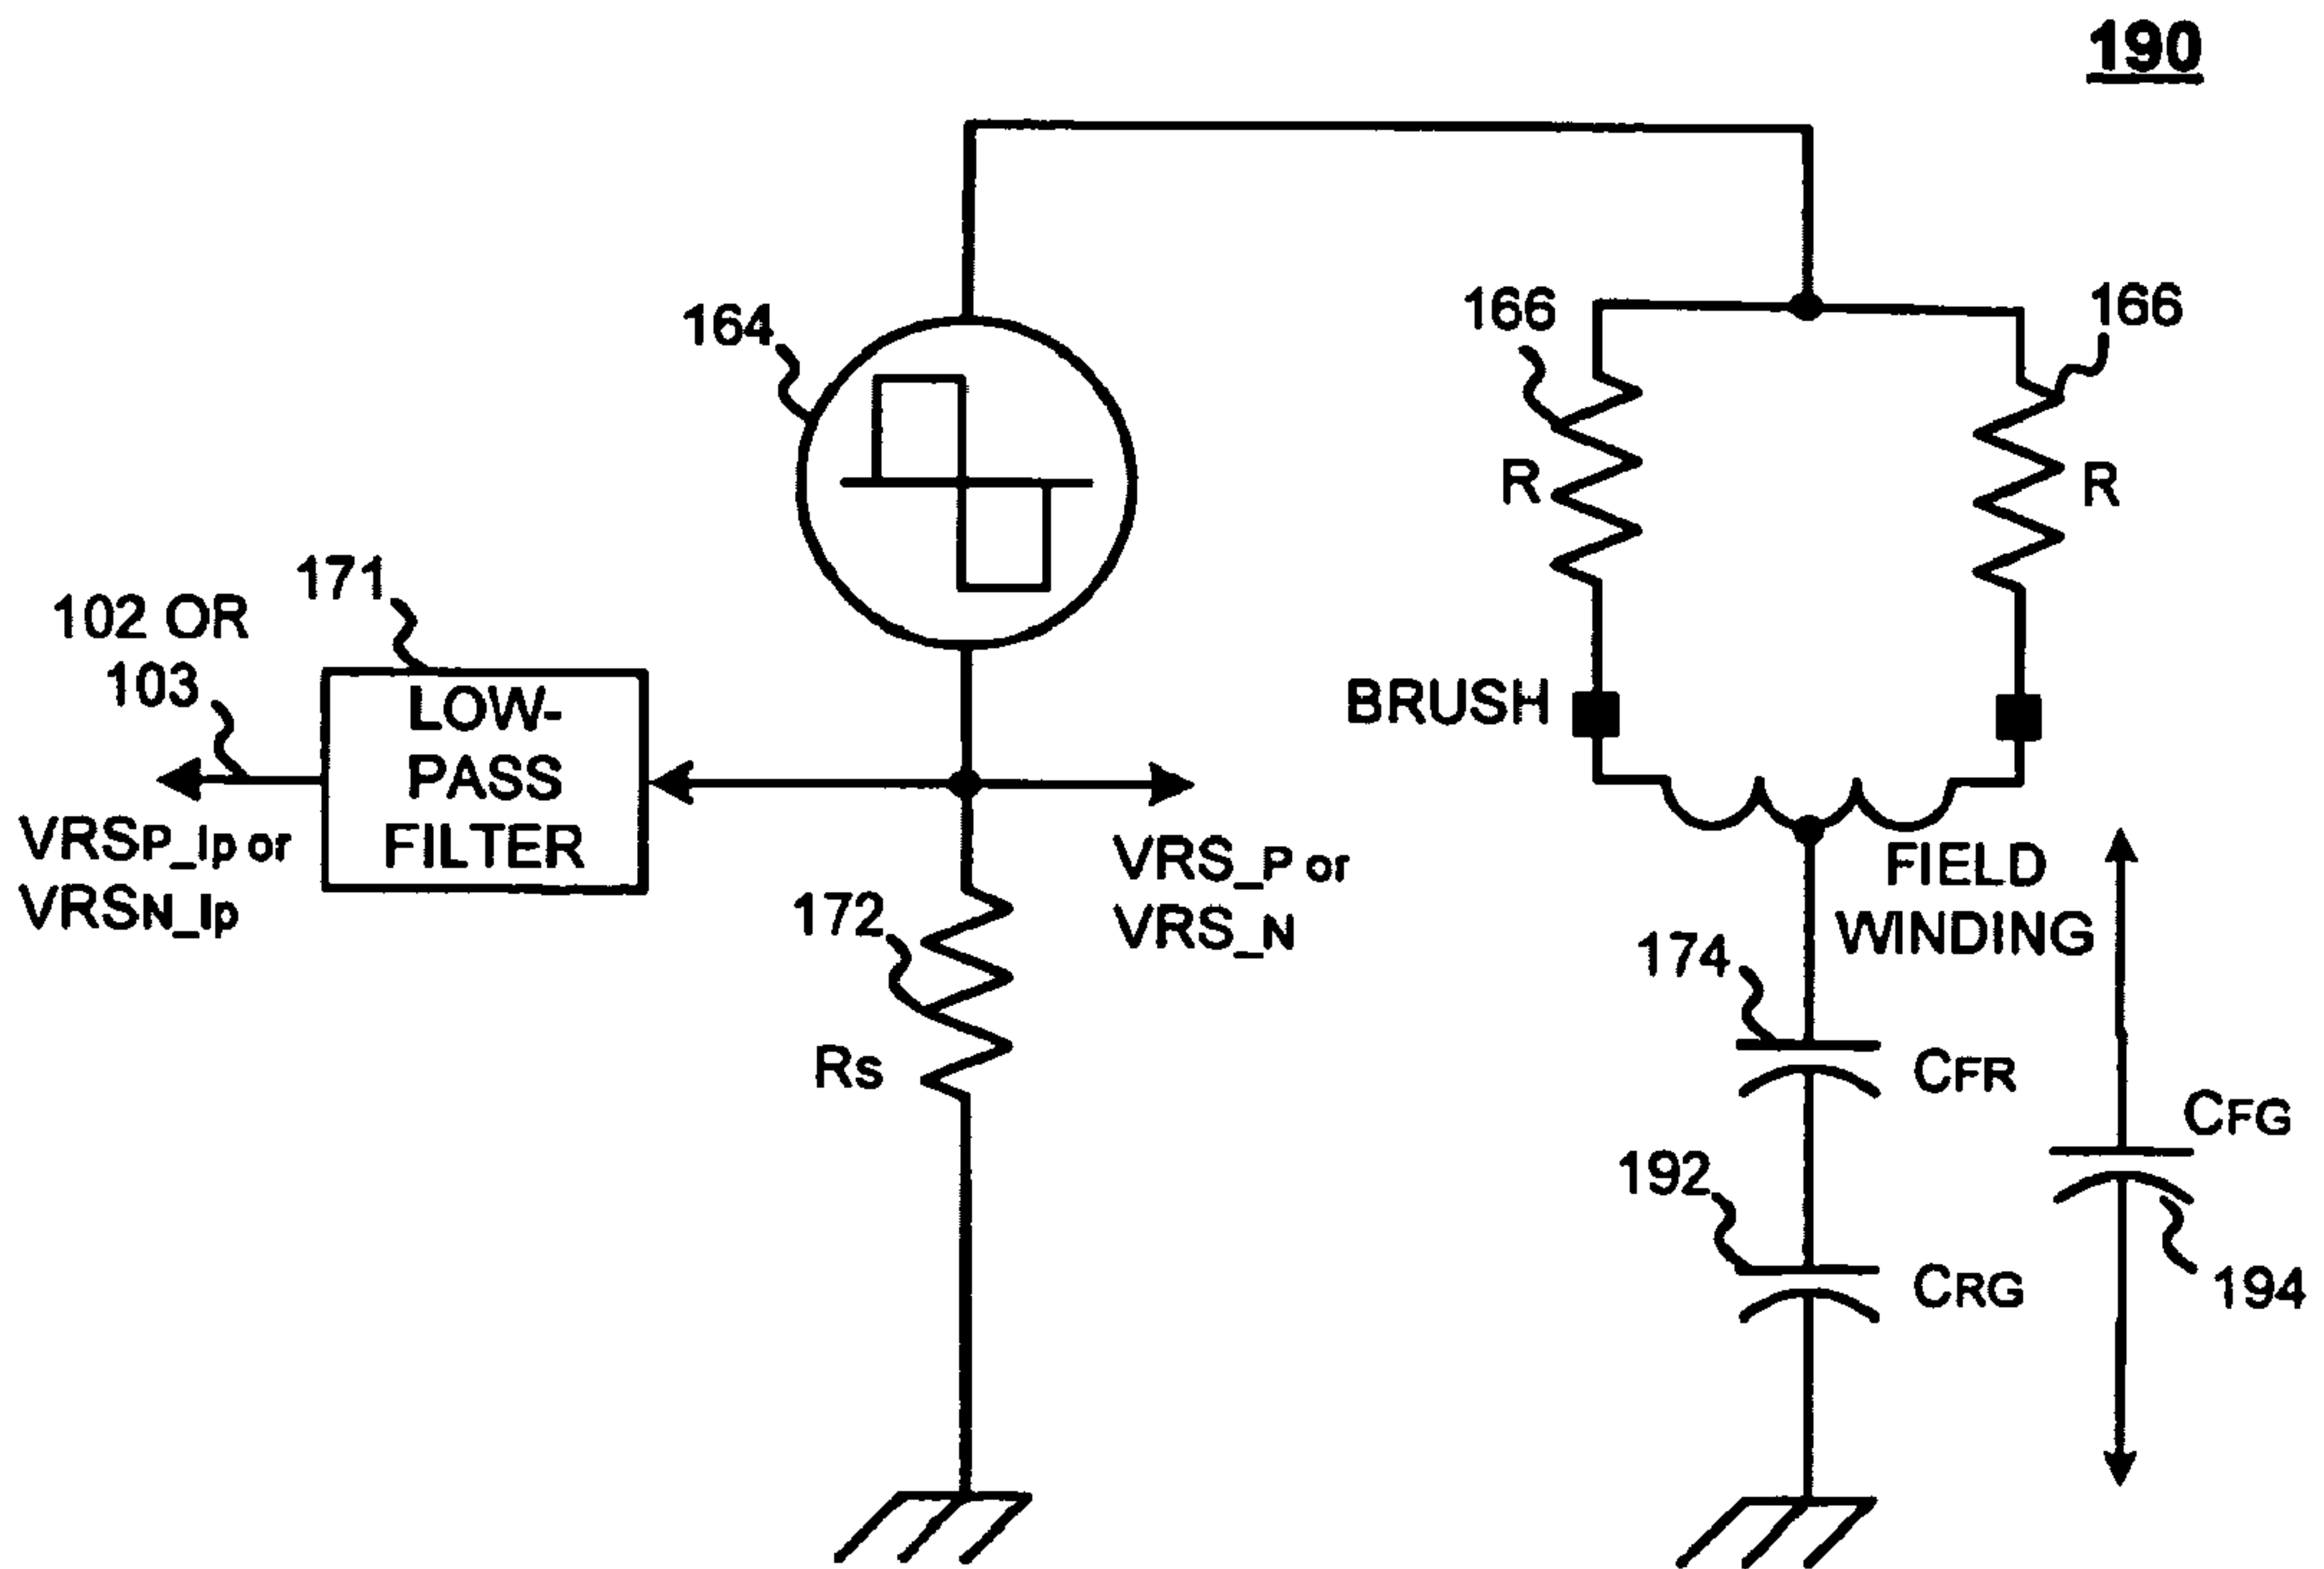 190
164
166
166
R
R
171
102 OR
103
LOW-
PASS
FILTER
BRUSH
VRSP_lp or
VRSN_lp
VRS_P or
VRS_N
FIELD
WINDING
172
174
Rs
CFR
CFG
192
CRG
194